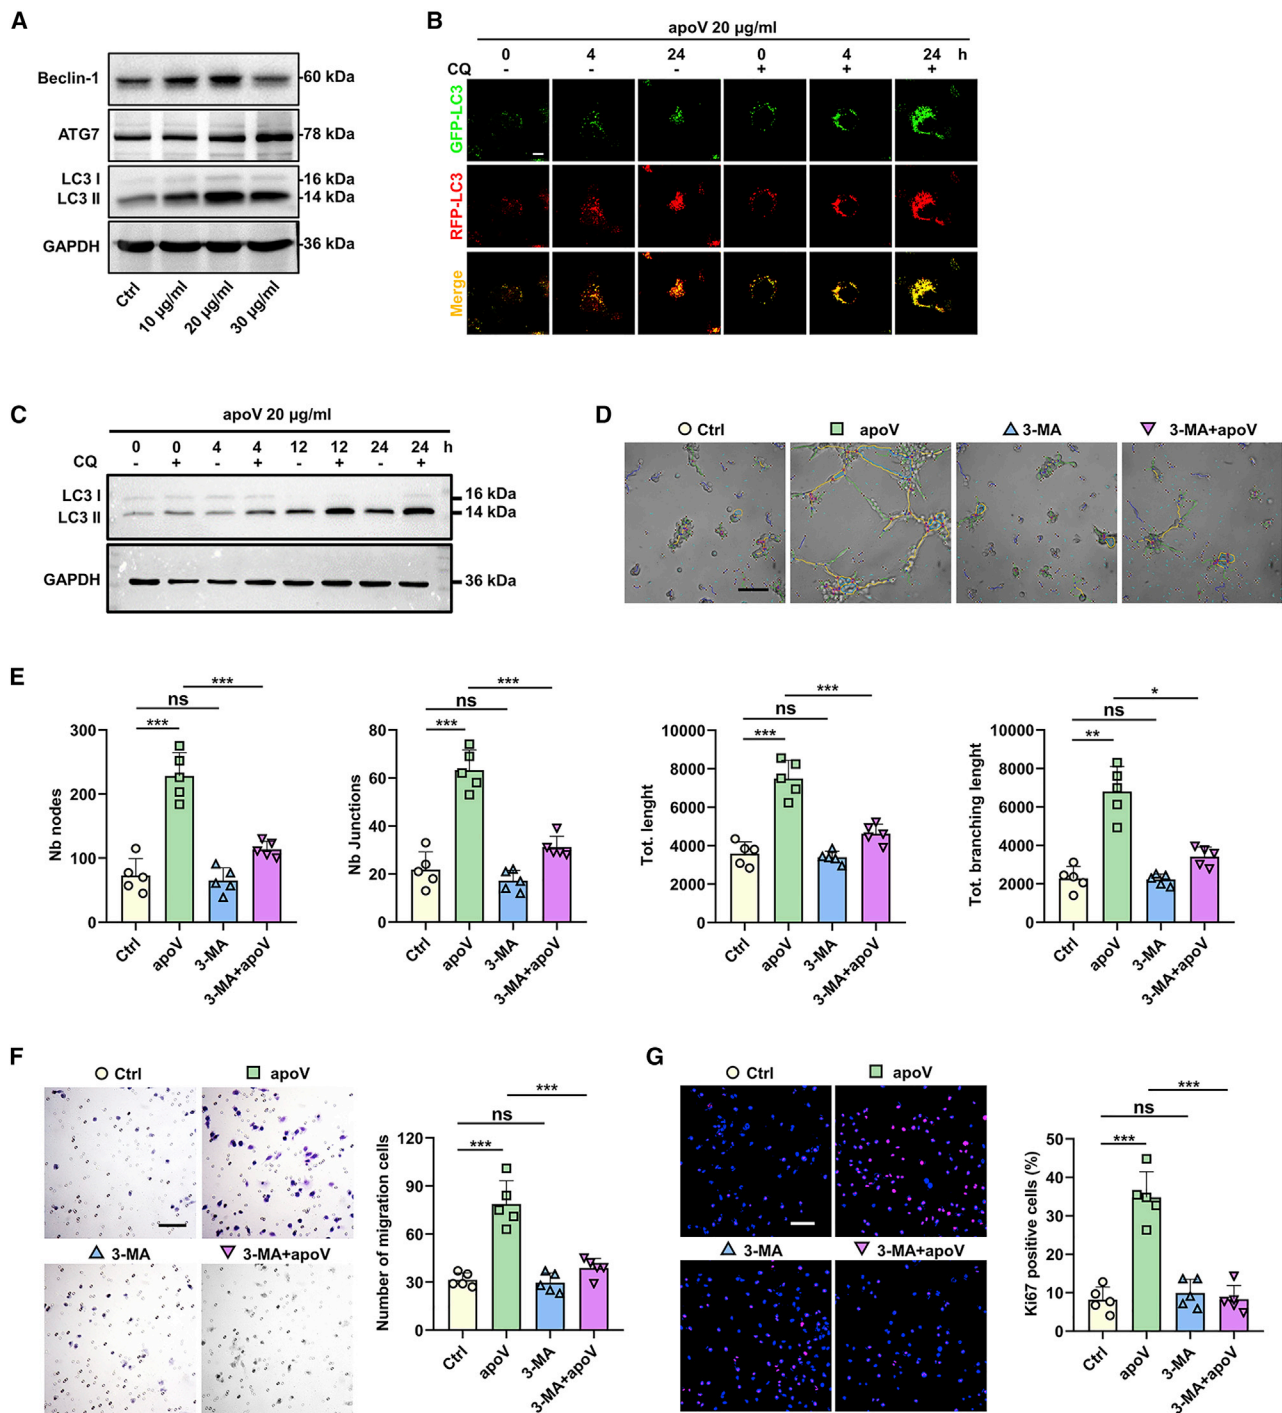 A
Beclin-1
-60 kDa
ATG7
-78 kDa
LC3 I
-16 kDa
LC3 II
-14 kDa
GAPDH
-36 kDa
Ctrl
10 µg/ml
20 µg/ml
30 µg/ml
B
apoV 20 µg/ml
0 4 24 0 4 24 h
CQ - - - + + +
GFP-LC3
RFP-LC3
Merge
C
apoV 20 µg/ml
0 0 4 4 12 12 24 24 h
CQ - + - + - + - +
LC3 I
16 kDa
LC3 II
14 kDa
GAPDH
36 kDa
D
Ctrl apoV 3-MA 3-MA+apoV
E
***
ns
***
Nb nodes
300
200
100
0
Ctrl
apoV
3-MA
3-MA+apoV
***
ns
***
Nb Junctions
80
60
40
20
0
Ctrl
apoV
3-MA
3-MA+apoV
***
ns
***
Tot. lenght
10000
8000
6000
4000
2000
0
Ctrl
apoV
3-MA
3-MA+apoV
*
ns
**
Tot. branching lenght
10000
8000
6000
4000
2000
0
Ctrl
apoV
3-MA
3-MA+apoV
F
Ctrl apoV
3-MA 3-MA+apoV
***
ns
***
Number of migration cells
120
90
60
30
0
Ctrl
apoV
3-MA
3-MA+apoV
G
Ctrl apoV
3-MA 3-MA+apoV
***
ns
***
Ki67 positive cells (%)
50
40
30
20
10
0
Ctrl
apoV
3-MA
3-MA+apoV